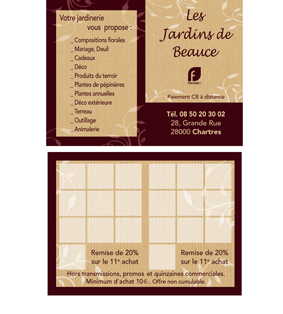 Votre jardinerie
vous propose :
_ Compositions florales
_ Mariage, Deuil
_ Cadeaux
_ Déco
_ Produits du terroir
_ Plantes de pépinières
_ Plantes annuelles
_ Déco extérieure
_ Terreau
_ Outillage
_ Animalerie
Les
Jardins de
Beauce
Paiement CB à distance
Tél. 08 50 20 30 02
28, Grande Rue
28000 Chartres
Remise de 20%
sur le 11e achat
Remise de 20%
sur le 11e achat
Hors transmissions, promos et quinzaines commerciales.
Minimum d'achat 10€. Offre non cumulable.